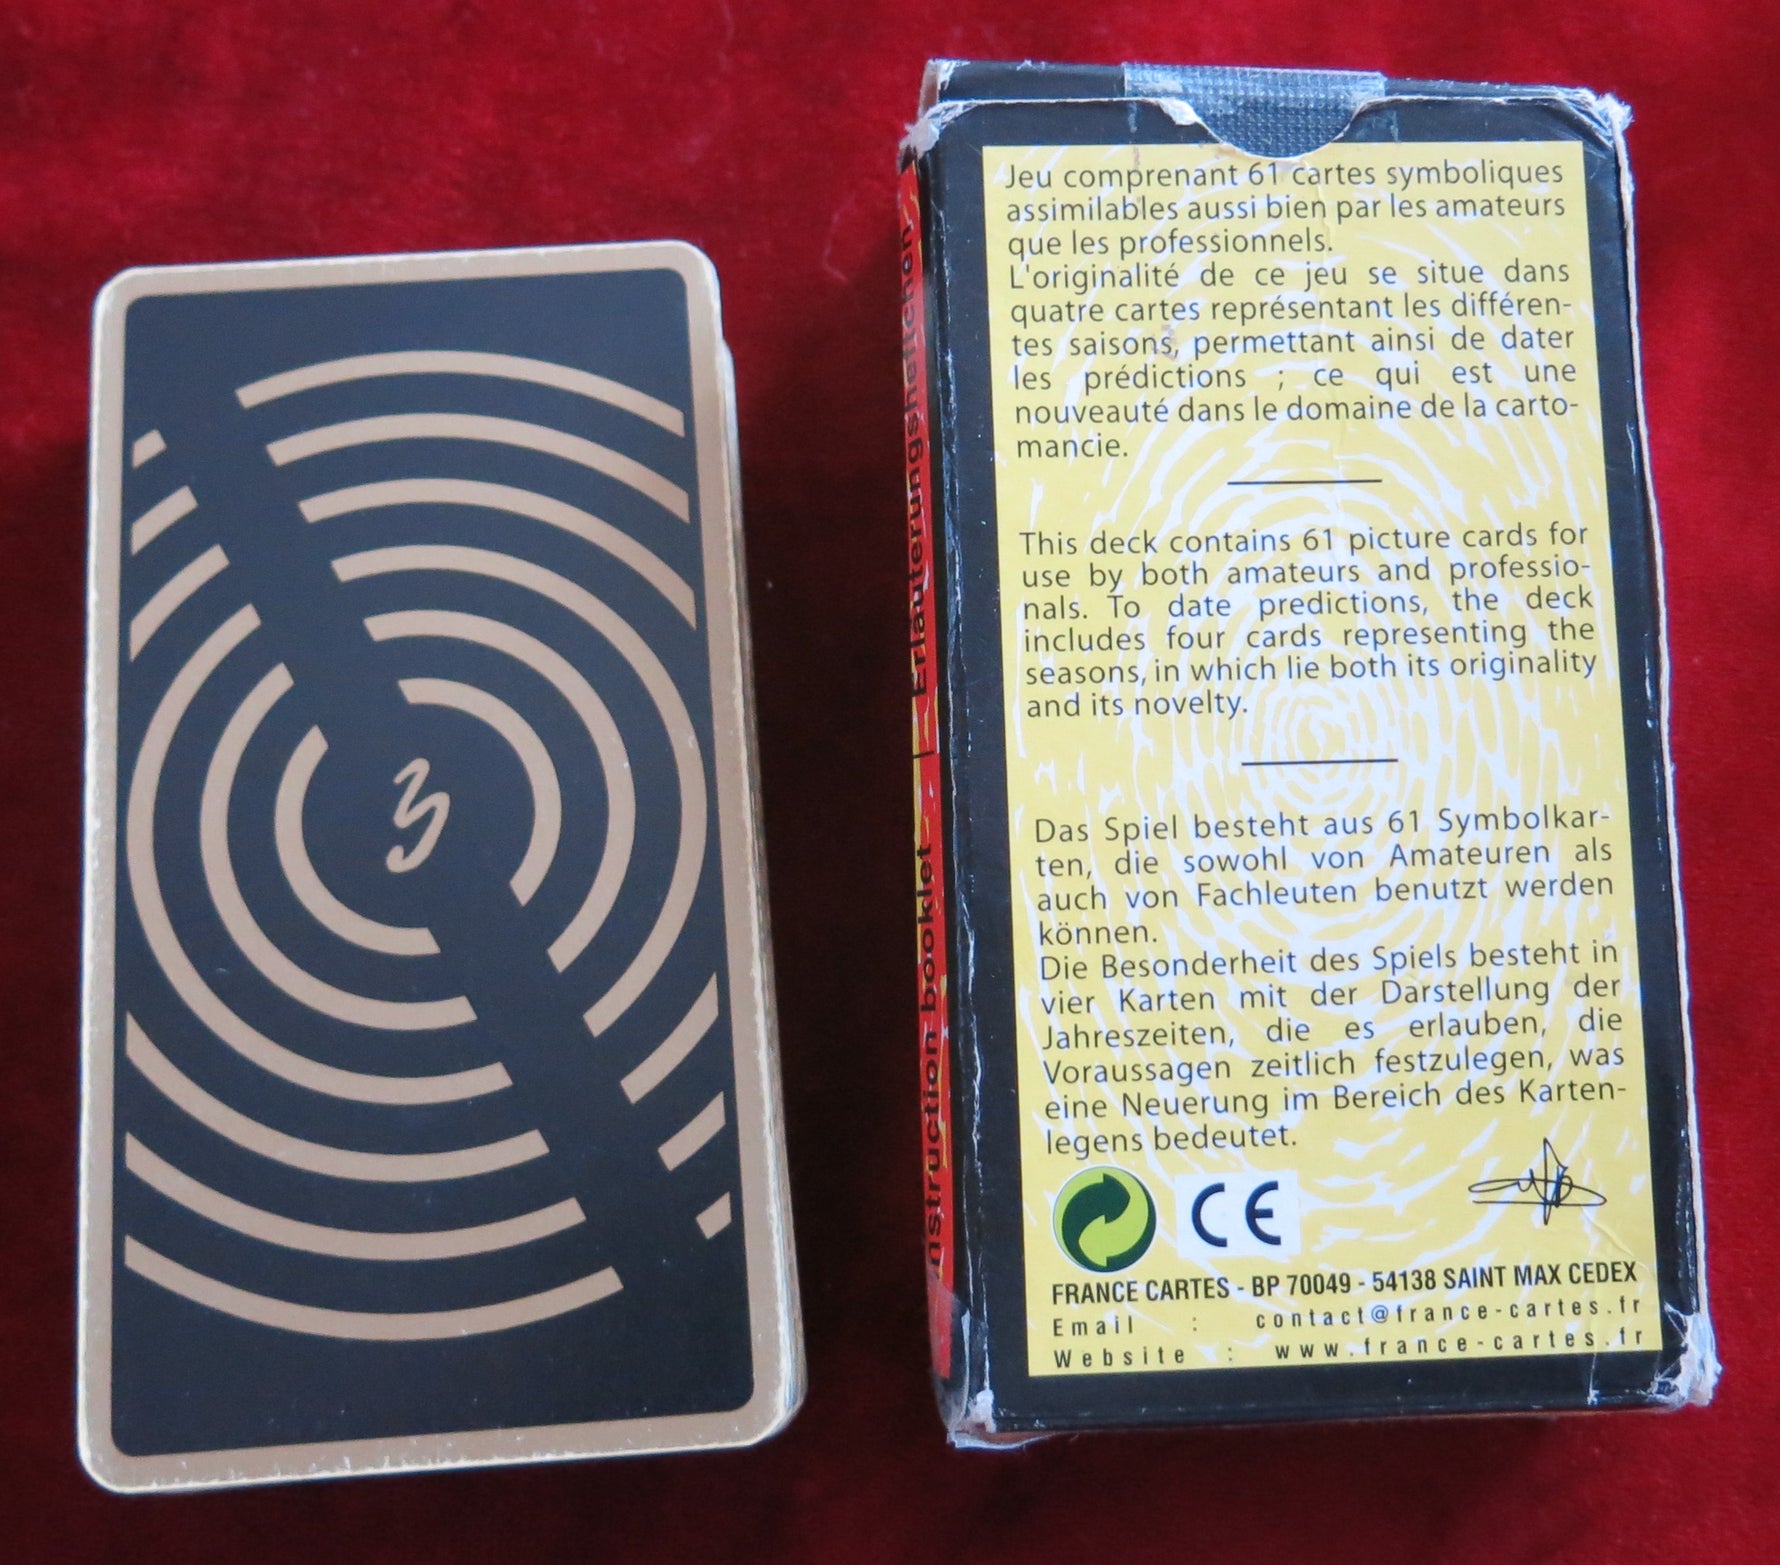 3
Jeu comprenant 61 cartes symboliques
assimilables aussi bien par les amateurs
que les professionnels.
L'originalité de ce jeu se situe dans
quatre cartes représentant les différen-
tes saisons, permettant ainsi de dater
les prédictions ; ce qui est une
nouveauté dans le domaine de la carto-
mancie.
This deck contains 61 picture cards for
use by both amateurs and professio-
nals. To date predictions, the deck
includes four cards representing the
seasons, in which lie both its originality
and its novelty.
Das Spiel besteht aus 61 Symbolkar-
ten, die sowohl von Amateuren als
auch von Fachleuten benutzt werden
können.
Die Besonderheit des Spiels besteht in
vier Karten mit der Darstellung der
Jahreszeiten, die es erlauben, die
Voraussagen zeitlich festzulegen, was
eine Neuerung im Bereich des Karten-
legens bedeutet.
CE
FRANCE CARTES - BP 70049 - 54138 SAINT MAX CEDEX
Email : contact@france-cartes.fr
Website : www.france-cartes.fr
nstruction booklet | Erläuterungsheftchen